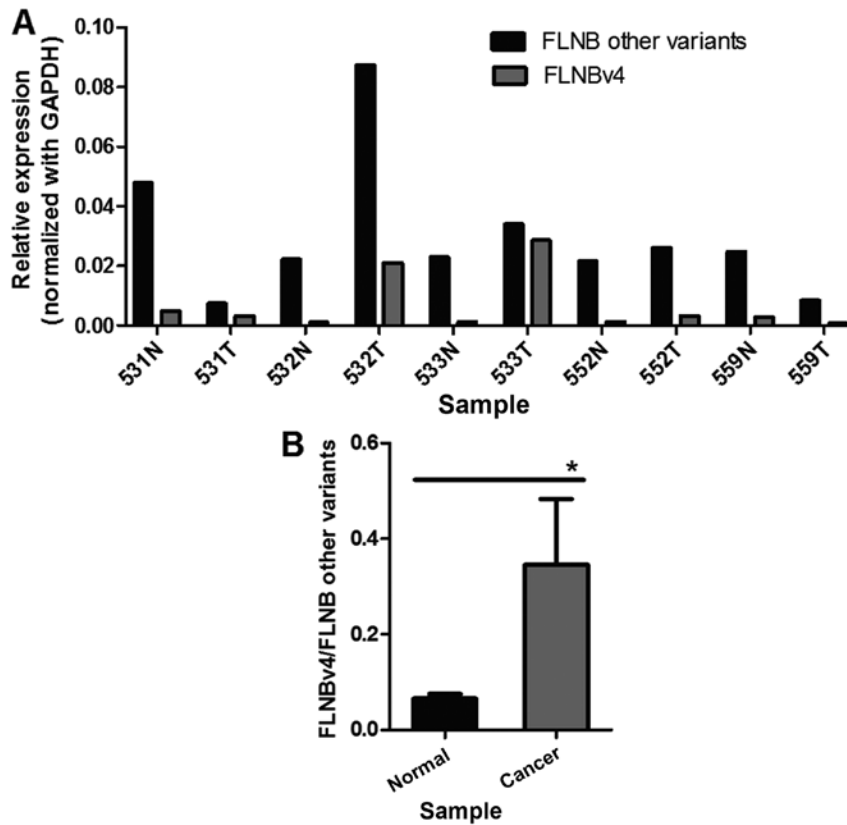 A
Relative expression
(normalized with GAPDH)
0.10
0.08
0.06
0.04
0.02
0.00
FLNB other variants
FLNBv4
531N
531T
532N
532T
533N
533T
552N
552T
559N
559T
Sample
B
FLNBv4/FLNB other variants
0.6
0.4
0.2
0.0
*
Normal
Cancer
Sample